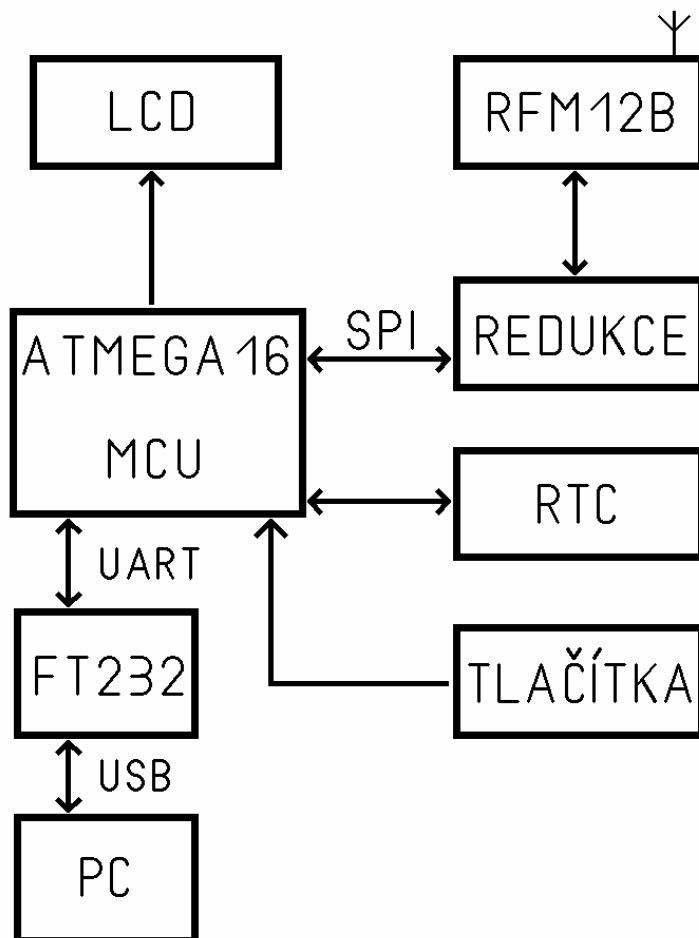 LCD
RFM12B
SPI
REDUKCE
ATMEGA16
MCU
RTC
UART
FT232
TLAČÍTKA
USB
PC